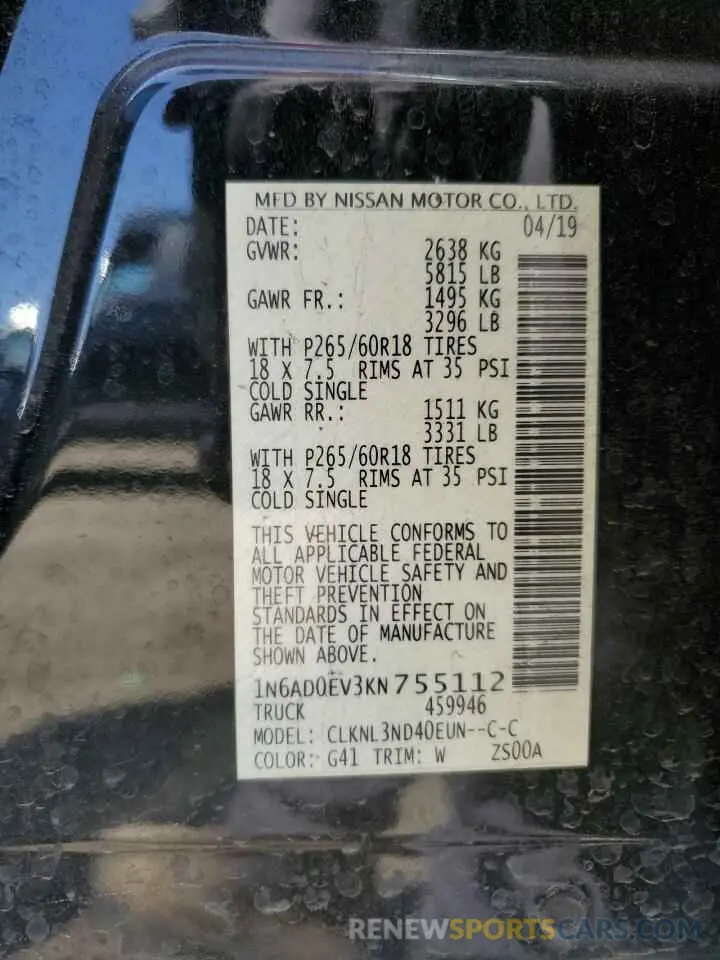 MFD BY NISSAN MOTOR CO., LTD.
DATE: 04/19
GVWR: 2638 KG
5815 LB
GAWR FR.: 1495 KG
3296 LB
WITH P265/60R18 TIRES
18 X 7.5 RIMS AT 35 PSI
COLD SINGLE
GAWR RR.: 1511 KG
3331 LB
WITH P265/60R18 TIRES
18 X 7.5 RIMS AT 35 PSI
COLD SINGLE
THIS VEHICLE CONFORMS TO
ALL APPLICABLE FEDERAL
MOTOR VEHICLE SAFETY AND
THEFT PREVENTION
STANDARDS IN EFFECT ON
THE DATE OF MANUFACTURE
SHOWN ABOVE.
1N6AD0EV3KN755112
TRUCK 459946
MODEL: CLKNL3ND40EUN--C-C
COLOR: G41 TRIM: W ZS00A
RENEWSPORTSCARS.COM